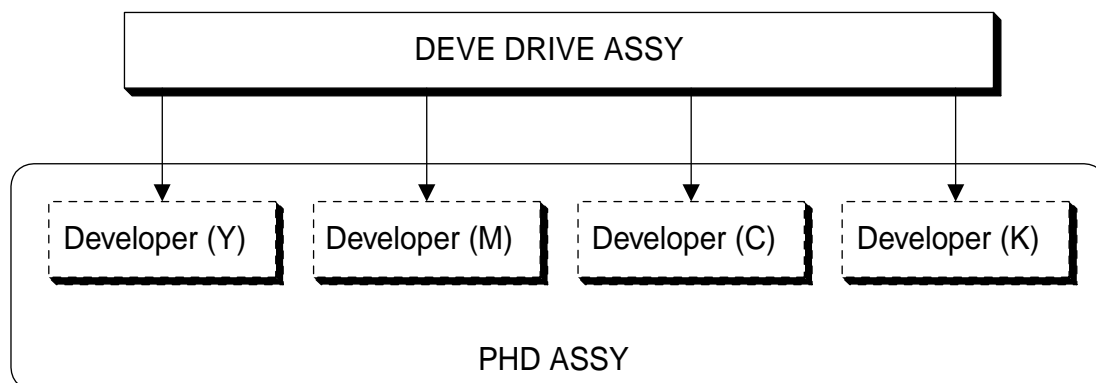 DEVE DRIVE ASSY
Developer (Y)
Developer (M)
Developer (C)
Developer (K)
PHD ASSY